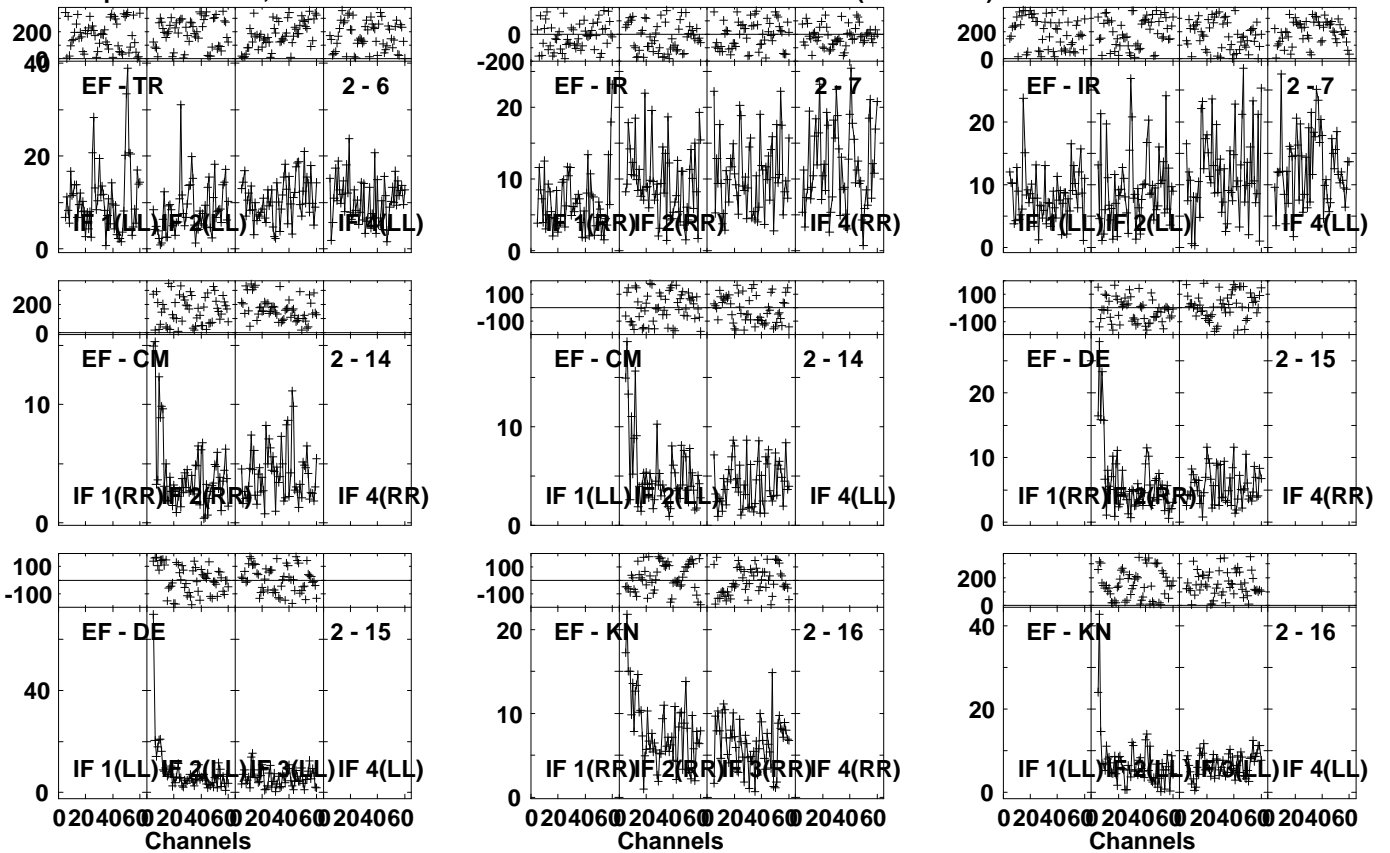 200
0
40
EF - TR
2 - 6
20
IF 1(LL)
IF 2(LL)
IF 4(LL)
0
0
-200
20
EF - IR
2 - 7
10
IF 1(RR)
IF 2(RR)
IF 4(RR)
0
200
0
EF - IR
2 - 7
20
10
IF 1(LL)
IF 2(LL)
IF 4(LL)
0
200
0
EF - CM
2 - 14
10
IF 1(RR)
IF 2(RR)
IF 4(RR)
0
100
-100
EF - CM
2 - 14
10
IF 1(LL)
IF 2(LL)
IF 4(LL)
0
100
-100
EF - DE
2 - 15
20
10
IF 1(RR)
IF 2(RR)
IF 4(RR)
0
100
-100
EF - DE
2 - 15
40
IF 1(LL)
IF 2(LL)
IF 3(LL)
IF 4(LL)
0
0 20 40 60 0 20 40 60 0 20 40 60 0 20 40 60
Channels
100
-100
20
EF - KN
2 - 16
10
IF 1(RR)
IF 2(RR)
IF 3(RR)
IF 4(RR)
0
0 20 40 60 0 20 40 60 0 20 40 60 0 20 40 60
Channels
200
0
40
EF - KN
2 - 16
20
IF 1(LL)
IF 2(LL)
IF 3(LL)
IF 4(LL)
0
0 20 40 60 0 20 40 60 0 20 40 60 0 20 40 60
Channels